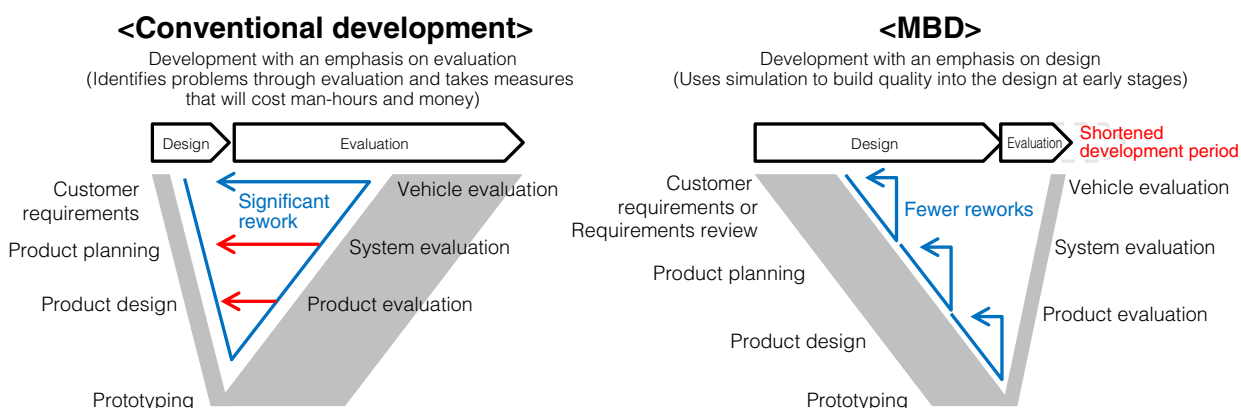 <Conventional development>
Development with an emphasis on evaluation
(Identifies problems through evaluation and takes measures
that will cost man-hours and money)
Design
Evaluation
Customer
requirements
Product planning
Product design
Prototyping
Significant
rework
Vehicle evaluation
System evaluation
Product evaluation
<MBD>
Development with an emphasis on design
(Uses simulation to build quality into the design at early stages)
Design
Evaluation
Shortened
development period
Customer
requirements or
Requirements review
Product planning
Product design
Prototyping
Fewer reworks
Vehicle evaluation
System evaluation
Product evaluation